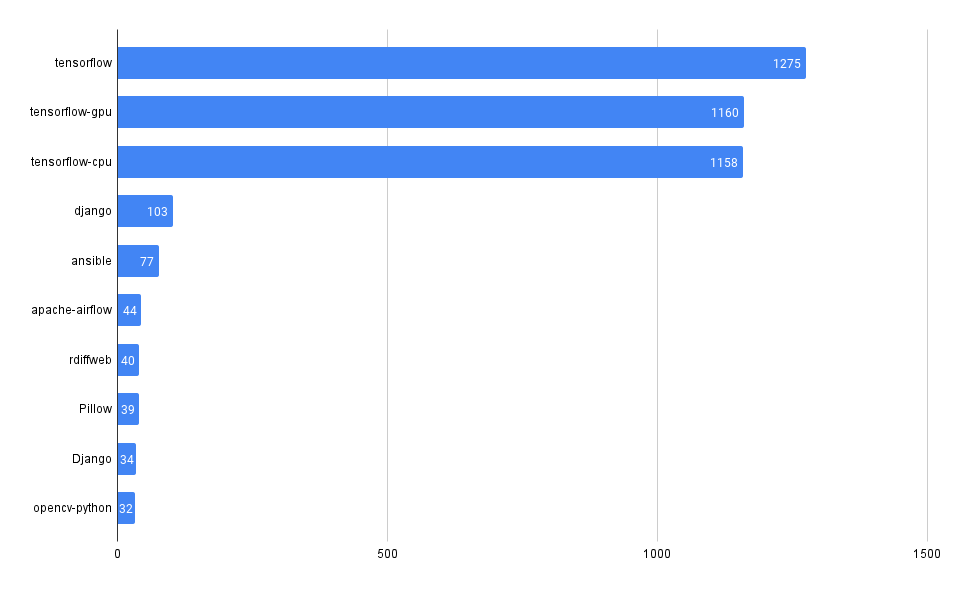 tensorflow 1275
tensorflow-gpu 1160
tensorflow-cpu 1158
django 103
ansible 77
apache-airflow 44
rdiffweb 40
Pillow 39
Django 34
opencv-python 32
0 500 1000 1500